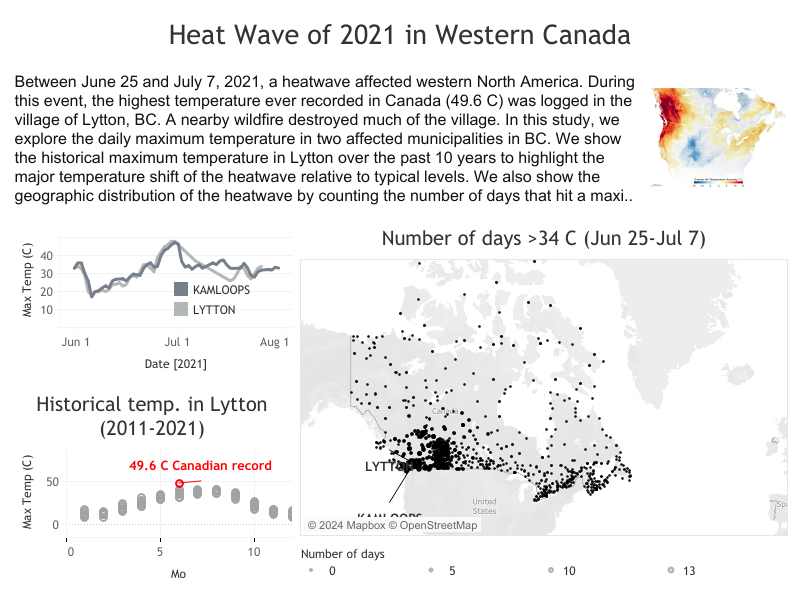 Heat Wave of 2021 in Western Canada
Between June 25 and July 7, 2021, a heatwave affected western North America. During
this event, the highest temperature ever recorded in Canada (49.6 C) was logged in the
village of Lytton, BC. A nearby wildfire destroyed much of the village. In this study, we
explore the daily maximum temperature in two affected municipalities in BC. We show
the historical maximum temperature in Lytton over the past 10 years to highlight the
major temperature shift of the heatwave relative to typical levels. We also show the
geographic distribution of the heatwave by counting the number of days that hit a maxi..
Max Temp (C)
40
30
20
10
KAMLOOPS
LYTTON
Jun 1
Jul 1
Aug 1
Date [2021]
Historical temp. in Lytton
(2011-2021)
49.6 C Canadian record
Max Temp (C)
50
0
0
5
10
Mo
Number of days >34 C (Jun 25-Jul 7)
Canada
LYTTON
KAMLOOPS
United
States
© 2024 Mapbox © OpenStreetMap
Number of days
0
5
10
13